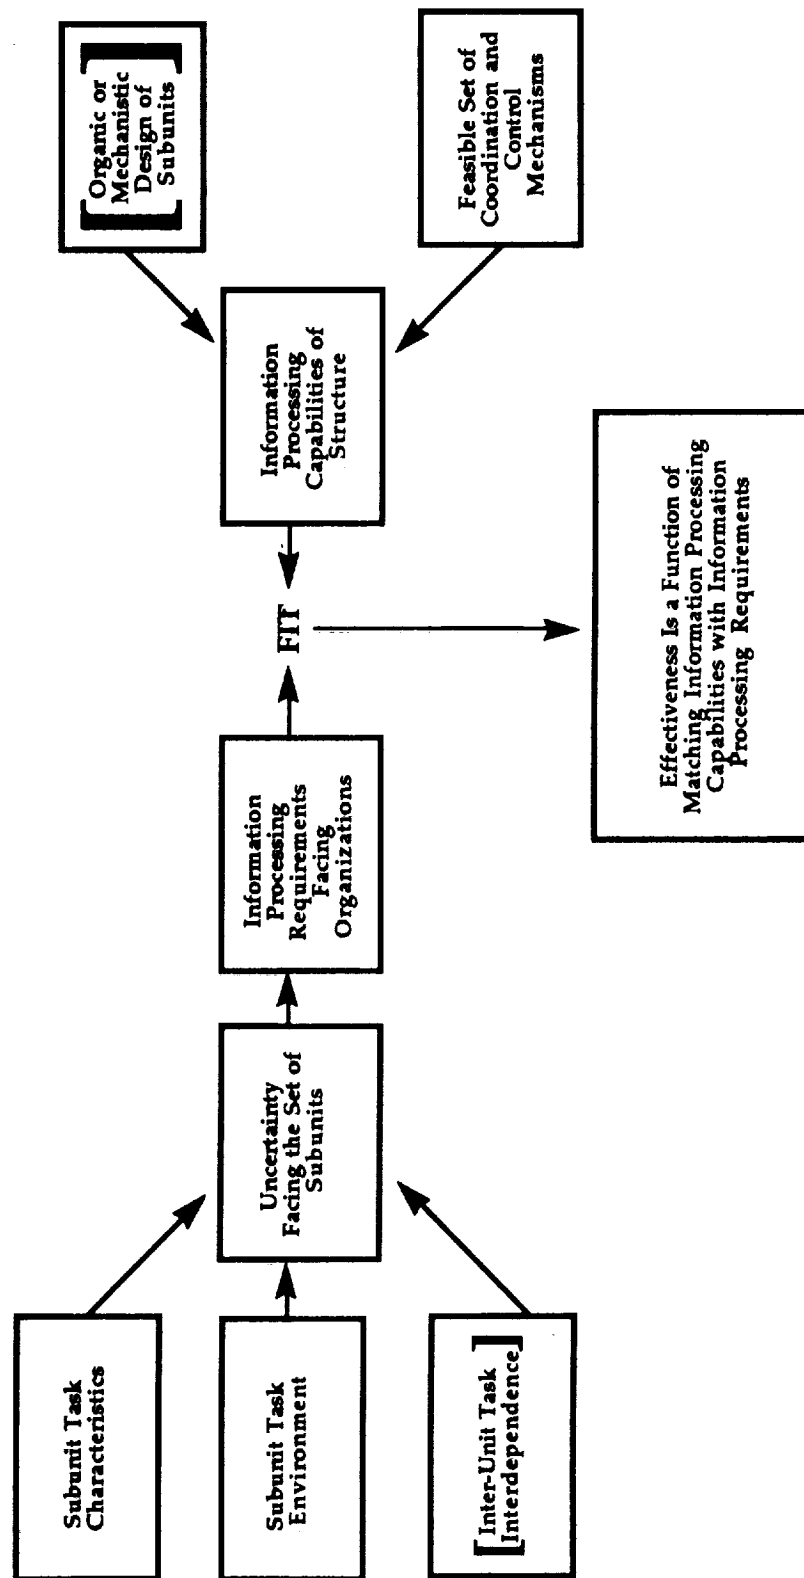 Subunit Task
Characteristics
Subunit Task
Environment
[Inter-Unit Task
Interdependence]
Uncertainty
Facing the Set of
Subunits
Information
Processing
Requirements
Facing
Organizations
FIT
Information
Processing
Capabilities of
Structure
[Organic or
Mechanistic
Design of
Subunits]
Feasible Set of
Coordination and
Control
Mechanisms
Effectiveness Is a Function of
Matching Information Processing
Capabilities with Information
Processing Requirements